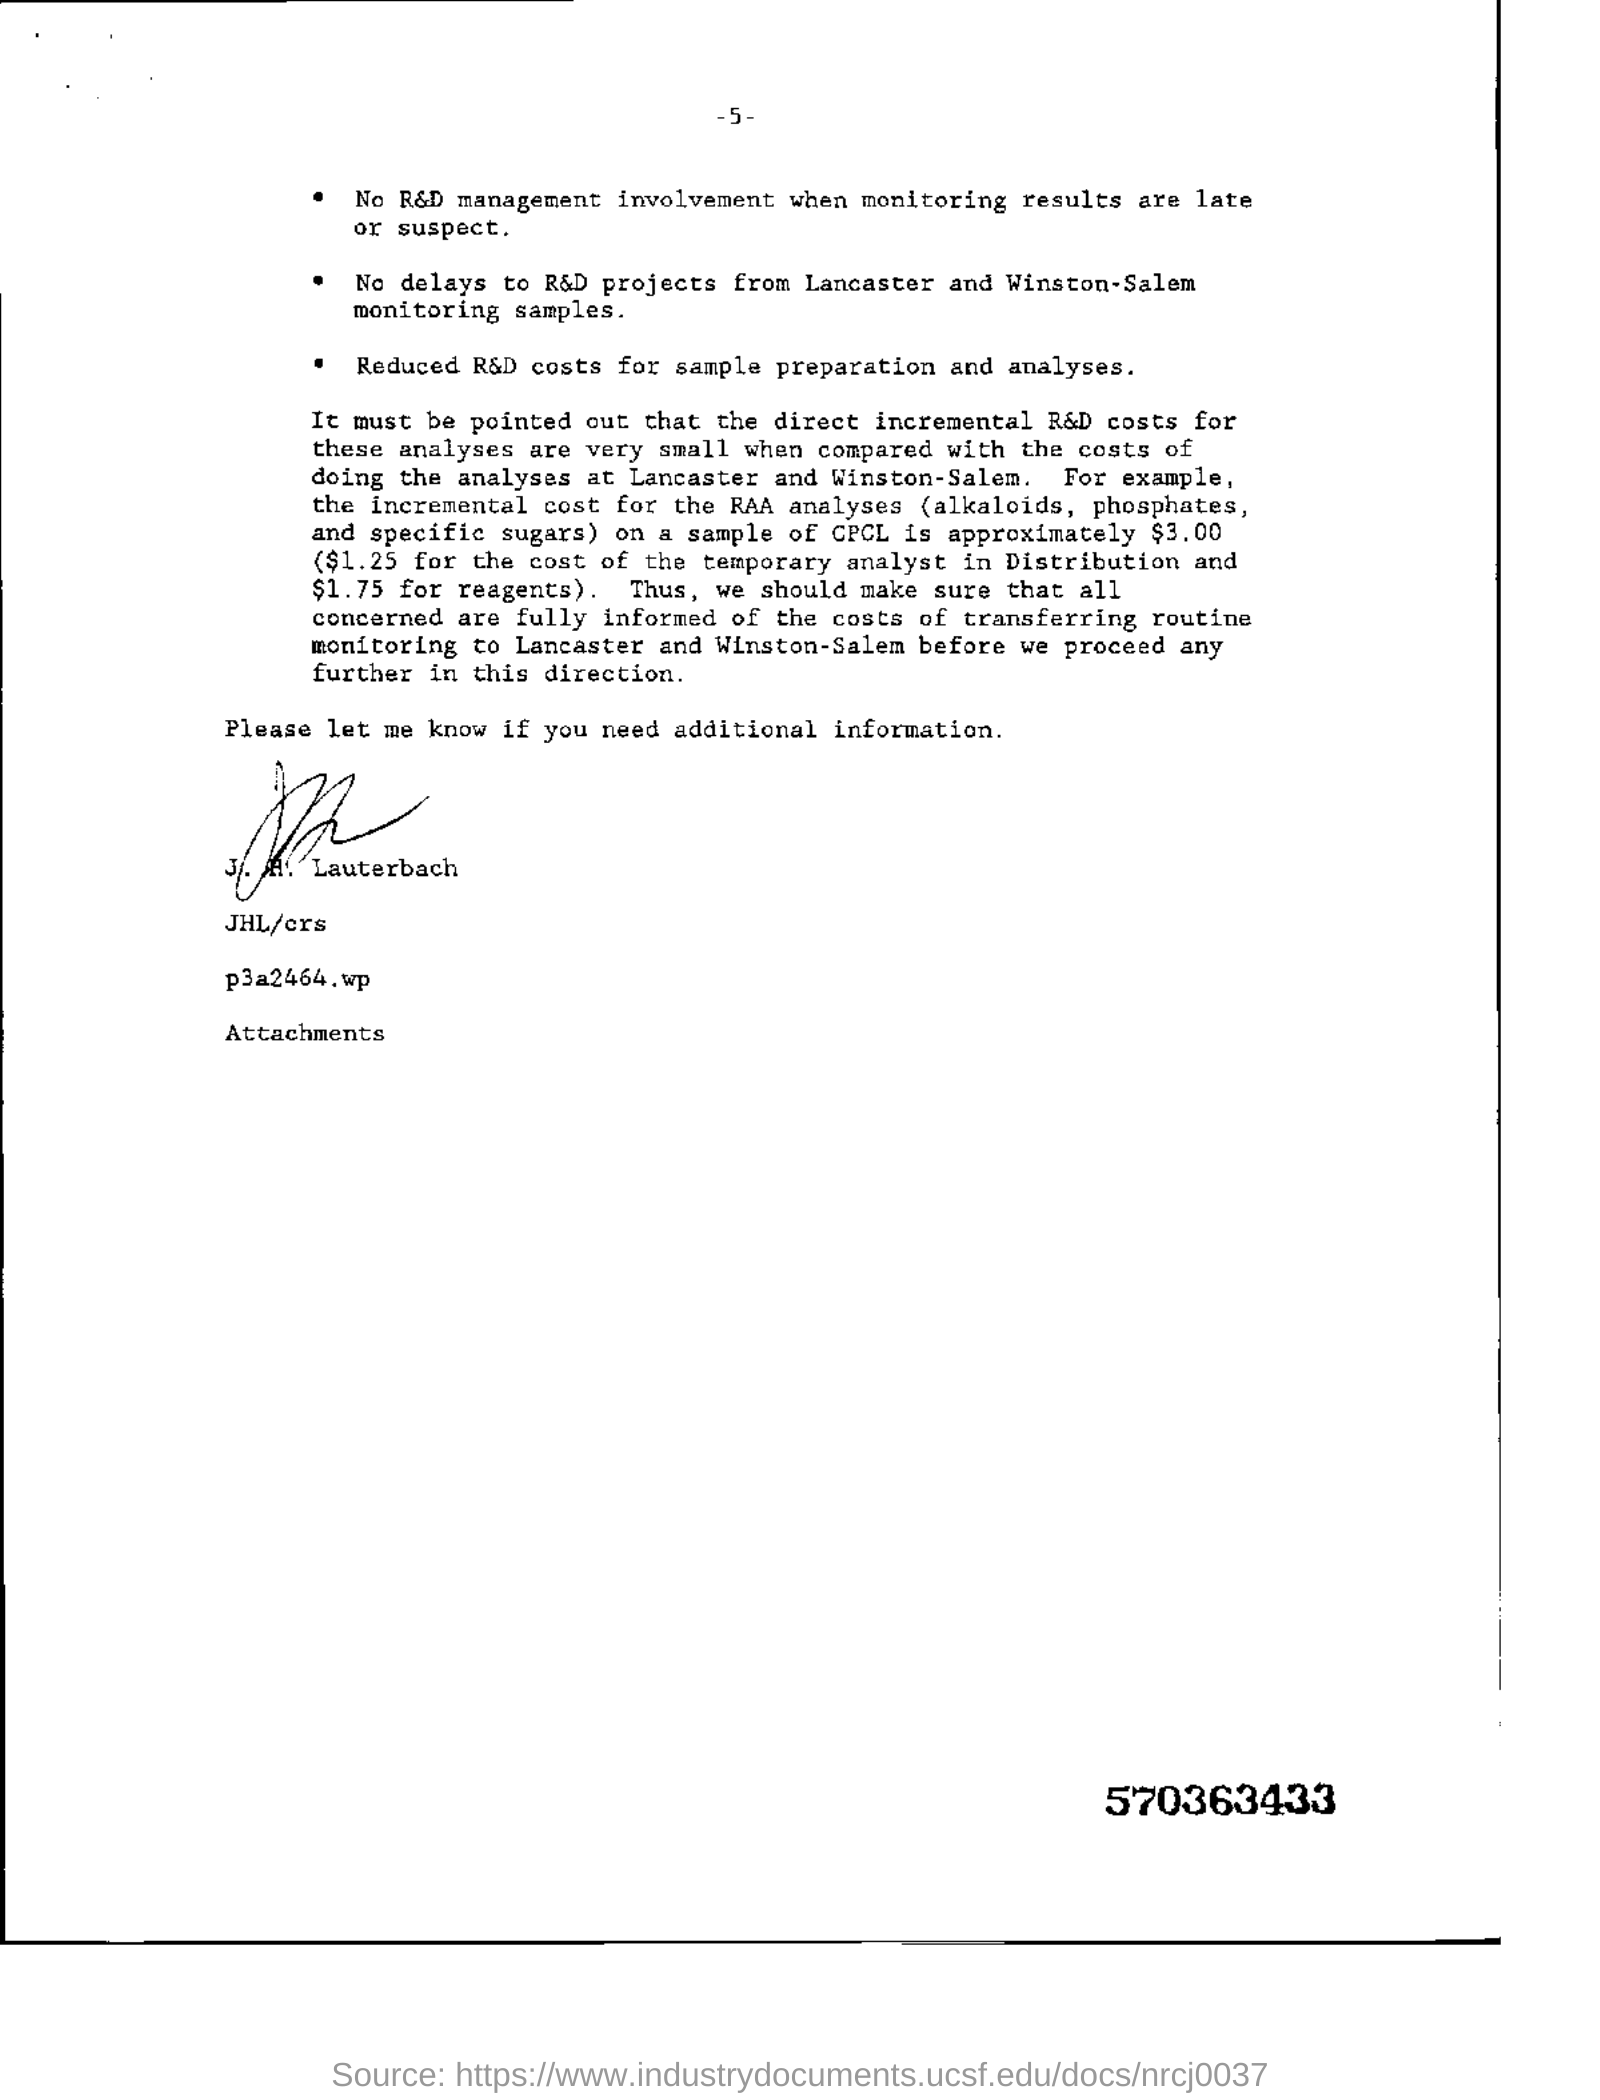 -5-
• No R&D management involvement when monitoring results are late
or suspect.
• No delays to R&D projects from Lancaster and Winston-Salem
monitoring samples.
• Reduced R&D costs for sample preparation and analyses.
It must be pointed out that the direct incremental R&D costs for
these analyses are very small when compared with the costs of
doing the analyses at Lancaster and Winston-Salem. For example,
the incremental cost for the RAA analyses (alkaloids, phosphates,
and specific sugars) on a sample of CPCL is approximately $3.00
($1.25 for the cost of the temporary analyst in Distribution and
$1.75 for reagents). Thus, we should make sure that all
concerned are fully informed of the costs of transferring routine
monitoring to Lancaster and Winston-Salem before we proceed any
further in this direction.
Please let me know if you need additional information.
J. H. Lauterbach
JHL/crs
p3a2464.wp
Attachments
570363433
Source: https://www.industrydocuments.ucsf.edu/docs/nrcj0037